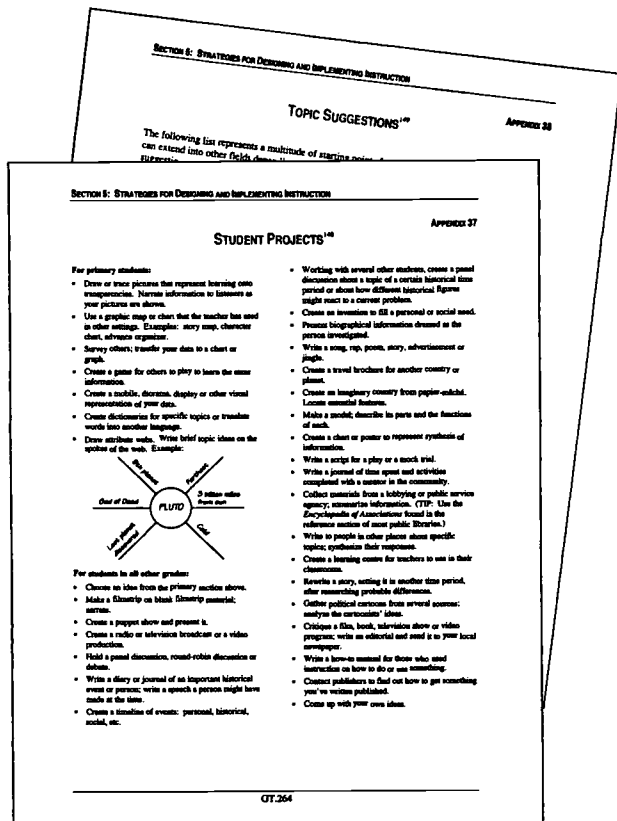 SECTION 5: STRATEGIES FOR DESIGNING AND IMPLEMENTING INSTRUCTION
APPENDIX 38
TOPIC SUGGESTIONS¹⁴⁹
The following list represents a multitude of starting
can extend into other fields
SECTION 5: STRATEGIES FOR DESIGNING AND IMPLEMENTING INSTRUCTION
APPENDIX 37
STUDENT PROJECTS¹⁴⁸
For primary students:
• Draw or trace pictures that represent learning onto
transparencies. Narrate information to listeners as
your pictures are shown.
• Use a graphic map or chart that the teacher has used
in other settings. Examples: story map, character
chart, advance organizer.
• Survey others; transfer your data to a chart or
graph.
• Create a game for others to play to learn the same
information.
• Create a mobile, diorama, display or other visual
representation of your data.
• Create dictionaries for specific topics or translate
words into another language.
• Draw attribute webs. Write brief topic ideas on the
spokes of the web. Example:
Farthest
God of Dead
PLUTO
3 billion miles
from Sun
Last planet
discovered
Cold
For students in all other grades:
• Choose an idea from the primary section above.
• Make a filmstrip on blank filmstrip material;
narrate.
• Create a puppet show and present it.
• Create a radio or television broadcast or a video
production.
• Hold a panel discussion, round-robin discussion or
debate.
• Write a diary or journal of an important historical
event or person; write a speech a person might have
made at the time.
• Create a timeline of events: personal, historical,
social, etc.
• Working with several other students, create a panel
discussion about a topic of a certain historical time
period or about how different historical figures
might react to a current problem.
• Create an invention to fill a personal or social need.
• Present biographical information dressed as the
person investigated.
• Write a song, rap, poem, story, advertisement or
jingle.
• Create a travel brochure for another country or
planet.
• Create an imaginary country from papier-mâché.
Locate essential features.
• Make a model; describe its parts and the functions
of each.
• Create a chart or poster to represent synthesis of
information.
• Write a script for a play or a mock trial.
• Write a journal of time spent and activities
completed with a mentor in the community.
• Collect materials from a lobbying or public service
agency; summarize information. (TIP: Use the
Encyclopedia of Associations found in the
reference section of most public libraries.)
• Write to people in other places about specific
topics; synthesize their responses.
• Create a learning centre for teachers to use in their
classrooms.
• Rewrite a story, setting it in another time period,
after researching probable differences.
• Gather political cartoons from several sources;
analyze the cartoonists' ideas.
• Critique a film, book, television show or video
program; write an editorial and send it to your local
newspaper.
• Write a how-to manual for those who need
instruction on how to do or use something.
• Contact publishers to find out how to get something
you've written published.
• Come up with your own ideas.
GT.264